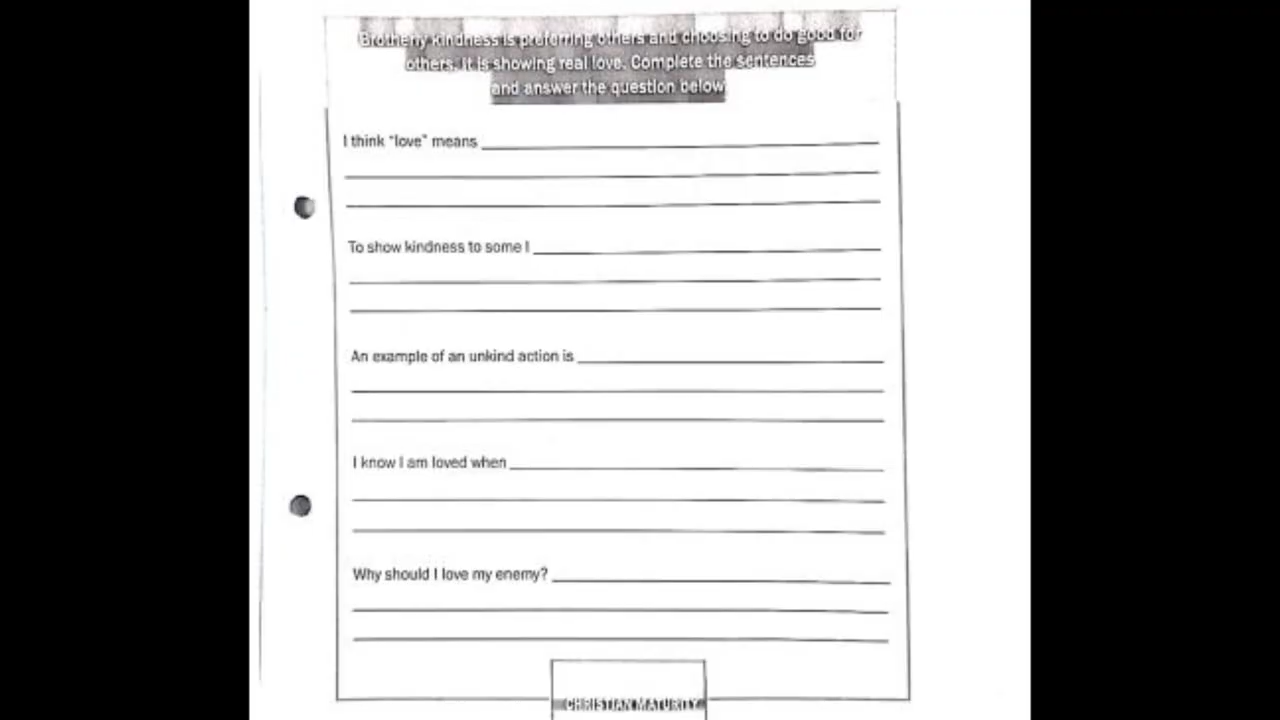 Brotherly kindness is preferring others and choosing to do good for
others. It is showing real love. Complete the sentences
and answer the question below
I think "love" means
To show kindness to some I
An example of an unkind action is
I know I am loved when
Why should I love my enemy?
CHRISTIAN MATURITY